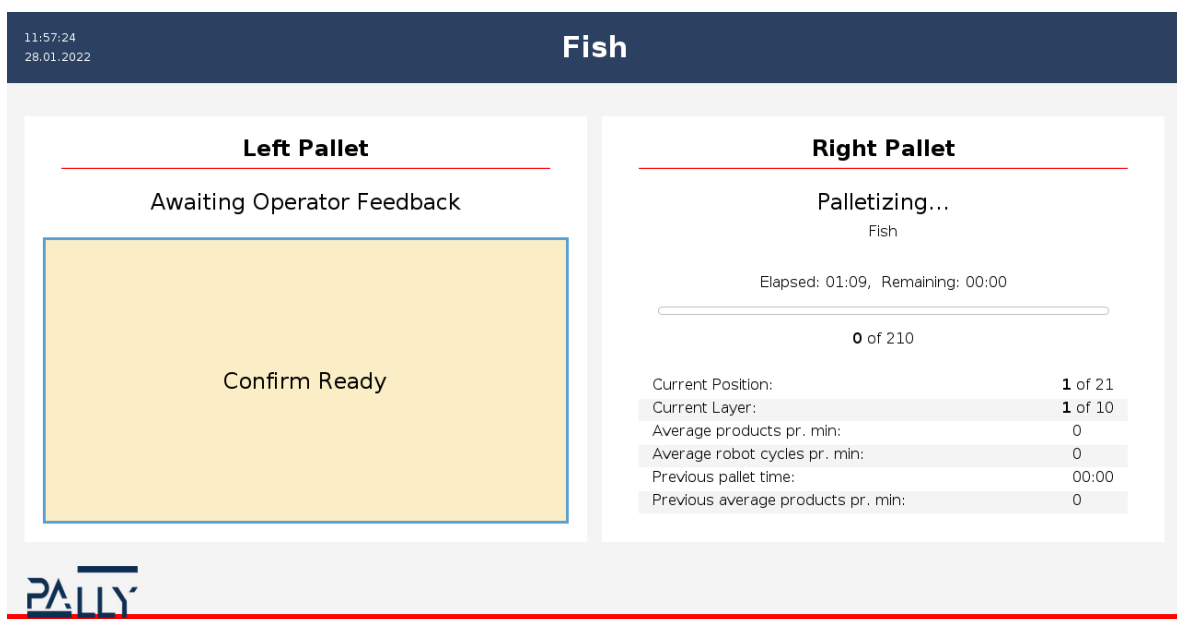 11:57:24
28.01.2022
Fish
Left Pallet
Awaiting Operator Feedback
Confirm Ready
Right Pallet
Palletizing...
Fish
Elapsed: 01:09, Remaining: 00:00
0 of 210
Current Position: 1 of 21
Current Layer: 1 of 10
Average products pr. min: 0
Average robot cycles pr. min: 0
Previous pallet time: 00:00
Previous average products pr. min: 0
PALLY